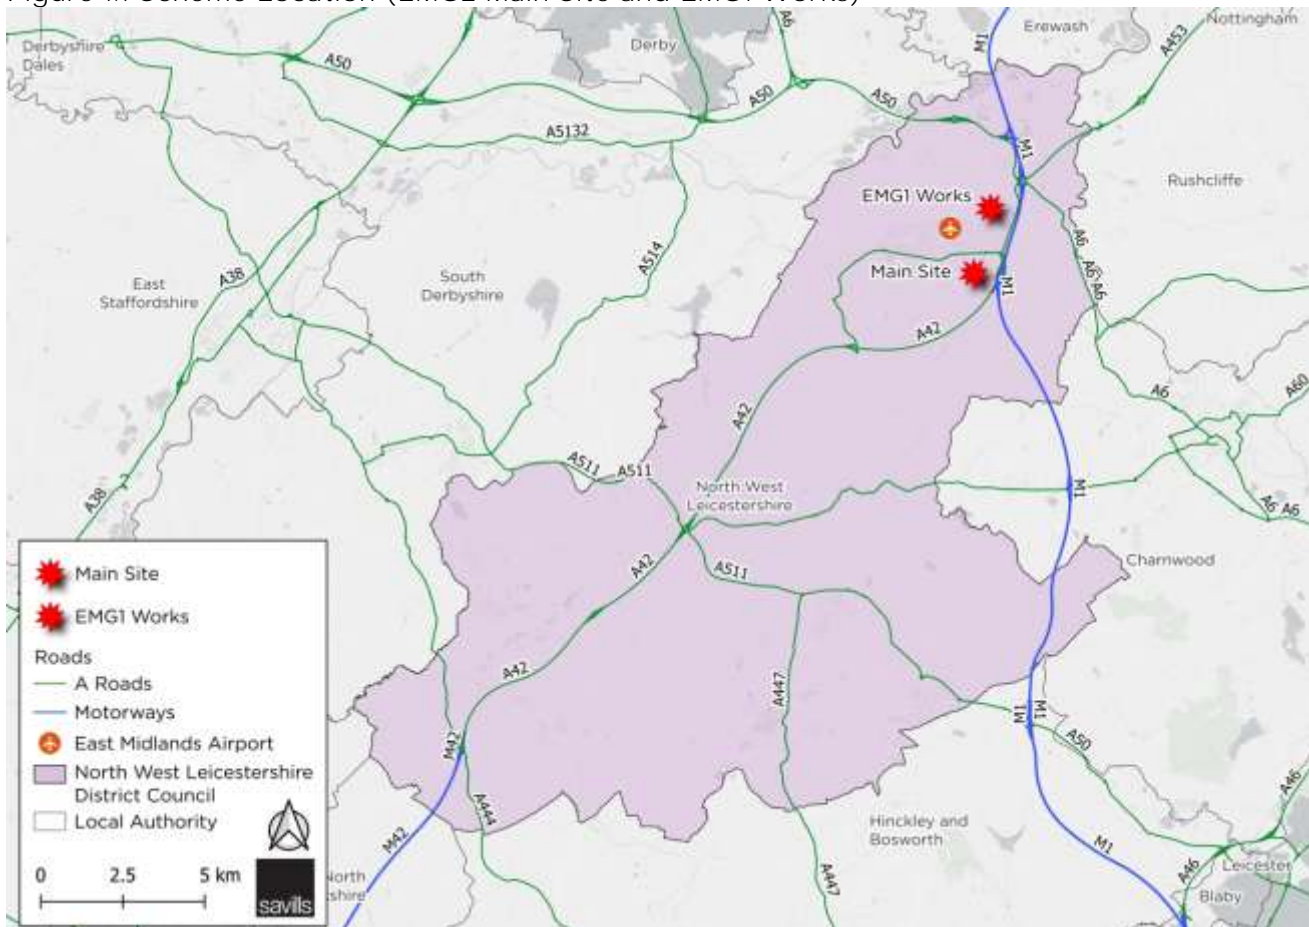 Derbyshire
Dales
A50
Derby
A6
M1
Erewash
Nottingham
A453
A50
A50
A5132
M1
Rushcliffe
EMG1 Works
A6
A6
A6
A38
East
Staffordshire
South
Derbyshire
A514
Main Site
M1
A42
A6
A60
A42
A38
A511
A511
North West
Leicestershire
M1
A6
A6
A42
A511
Charnwood
A42
A447
M42
M1
M1
A50
A444
M42
Hinckley and
Bosworth
A447
M1
A46
A46
Leicester
Blaby
North
shire
Main Site
EMG1 Works
Roads
A Roads
Motorways
East Midlands Airport
North West Leicestershire
District Council
Local Authority
0 2.5 5 km
savills